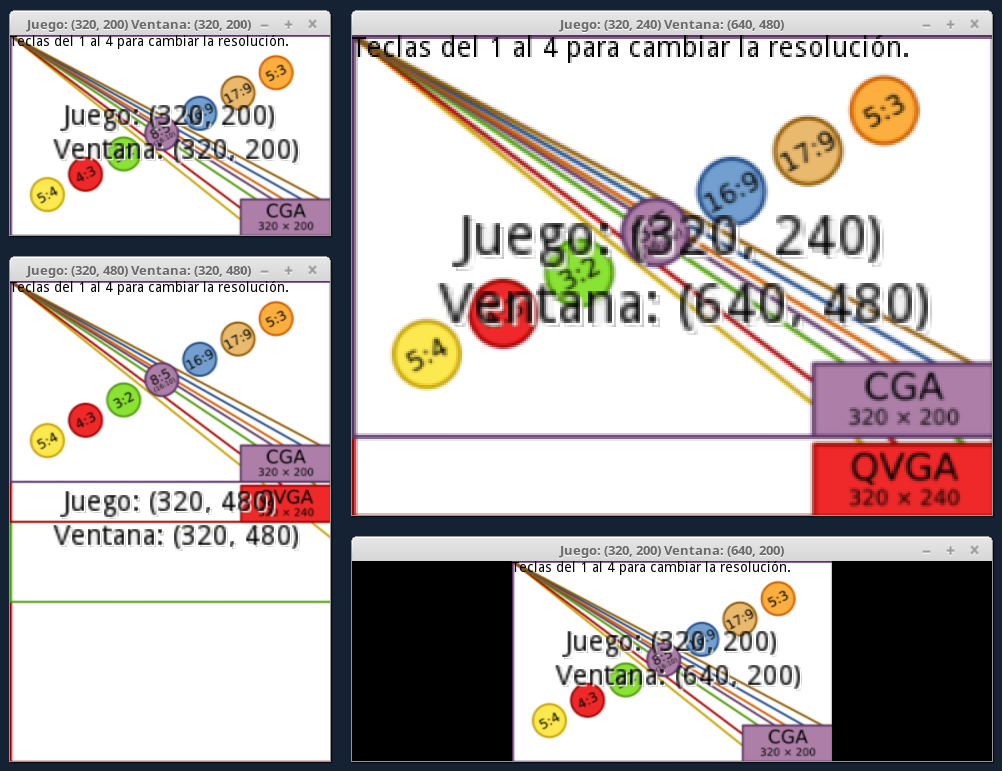 Juego: (320, 200) Ventana: (320, 200)
Teclas del 1 al 4 para cambiar la resolución.
5:3
17:9
16:9
8:5
Juego: (320, 200)
Ventana: (320, 200)
4:3
5:4
CGA
320 × 200
Juego: (320, 240) Ventana: (640, 480)
Teclas del 1 al 4 para cambiar la resolución.
5:3
17:9
16:9
Juego: (320, 240)
3:2
Ventana: (640, 480)
5:4
CGA
320 × 200
QVGA
320 × 240
Juego: (320, 480) Ventana: (320, 480)
Teclas del 1 al 4 para cambiar la resolución.
5:3
17:9
16:9
8:5
(16:10)
3:2
4:3
5:4
CGA
320 × 200
QVGA
320 × 240
Juego: (320, 480)
Ventana: (320, 480)
Juego: (320, 200) Ventana: (640, 200)
Teclas del 1 al 4 para cambiar la resolución.
5:3
17:9
16:9
Juego: (320, 200)
8:5
Ventana: (640, 200)
4:3
5:4
CGA
320 × 200